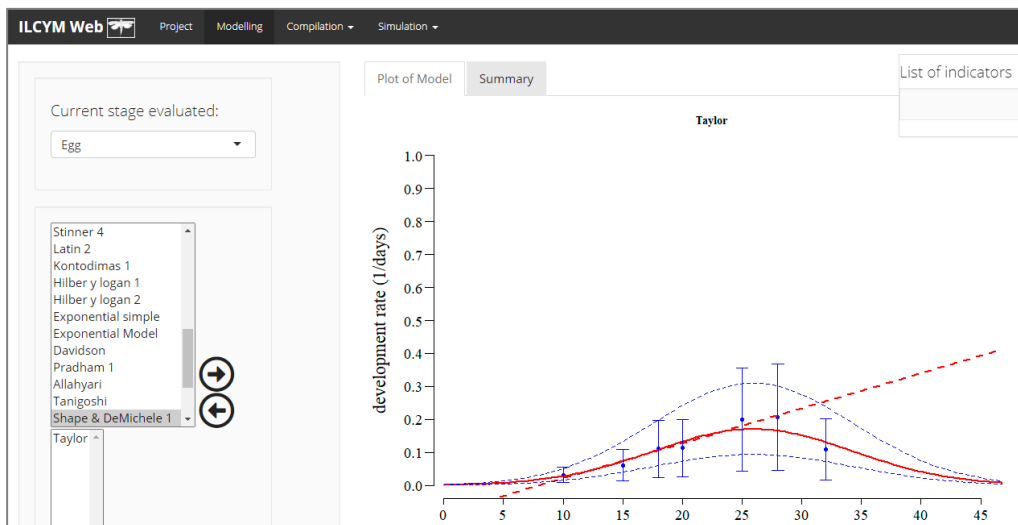 ILCYM Web Project Modelling Compilation Simulation
Current stage evaluated:
Egg
Stinner 4
Latin 2
Kontodimas 1
Hilber y logan 1
Hilber y logan 2
Exponential simple
Exponential Model
Davidson
Pradham 1
Allahyari
Tanigoshi
Shape & DeMichele 1
Taylor
Plot of Model Summary
List of indicators
Taylor
development rate (1/days)
1.0
0.9
0.8
0.7
0.6
0.5
0.4
0.3
0.2
0.1
0.0
0 5 10 15 20 25 30 35 40 45